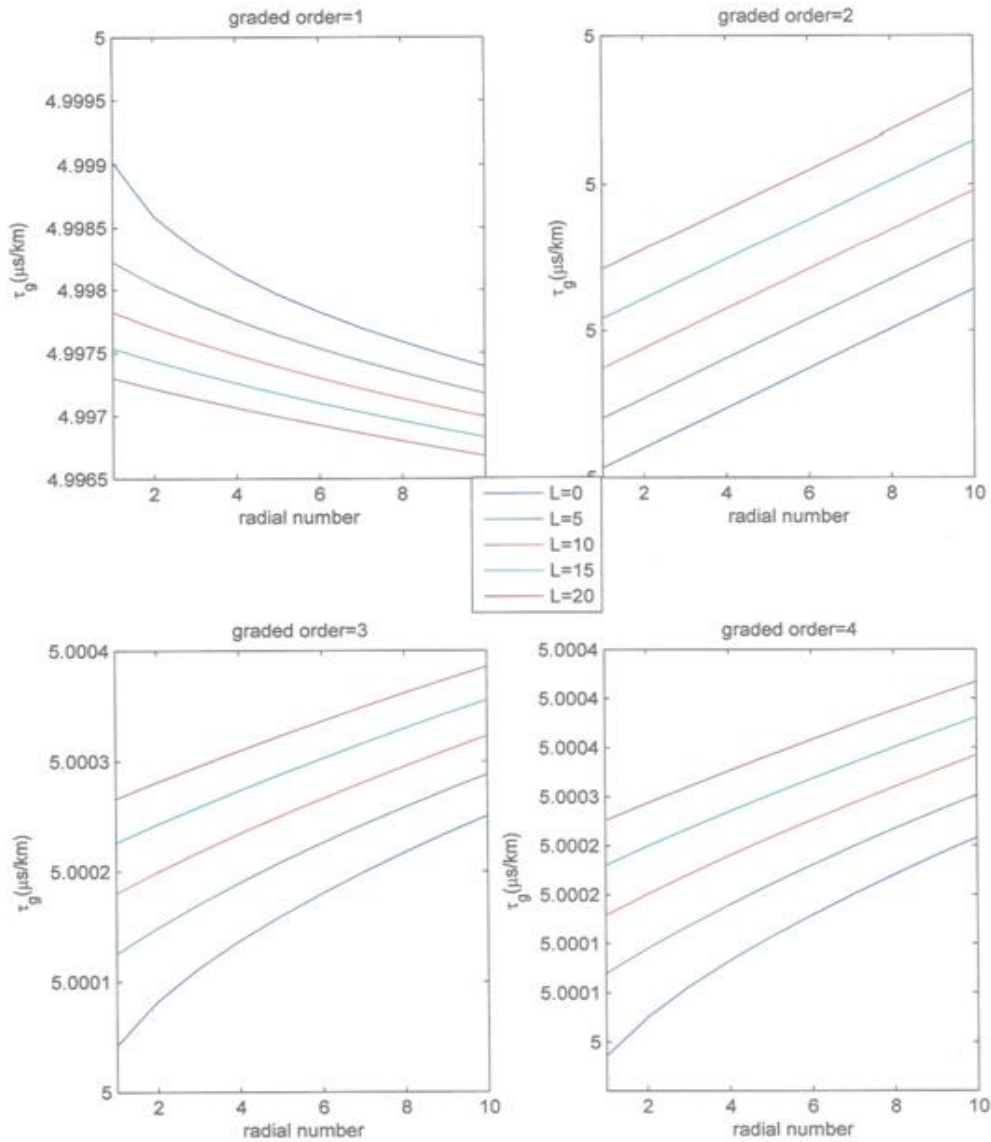 graded order=1
5
4.9995
4.999
4.9985
4.998
4.9975
4.997
4.9965
τg(μs/km)
2 4 6 8
radial number
graded order=2
5
5
5
5
τg(μs/km)
2 4 6 8 10
radial number
L=0
L=5
L=10
L=15
L=20
graded order=3
5.0004
5.0003
5.0002
5.0001
5
τg(μs/km)
2 4 6 8 10
radial number
graded order=4
5.0004
5.0004
5.0004
5.0003
5.0002
5.0002
5.0001
5.0001
5
τg(μs/km)
2 4 6 8 10
radial number